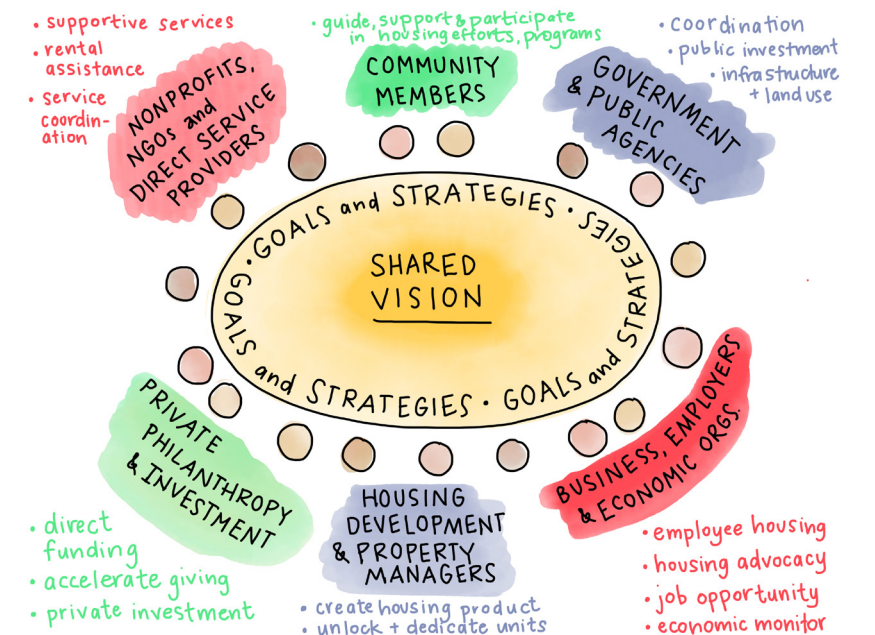 • supportive services
• rental
assistance
• service
coordin-
ation
NONPROFITS,
NGOs and
DIRECT SERVICE
PROVIDERS
• guide, support & participate
in housing efforts, programs
COMMUNITY
MEMBERS
• coordination
• public investment
• infrastructure
+ land use
GOVERNMENT
& PUBLIC
AGENCIES
• GOALS and STRATEGIES • GOALS and STRATEGIES • GOALS and STRATEGIES
SHARED
VISION
PRIVATE
PHILANTHROPY
& INVESTMENT
• direct
funding
• accelerate giving
• private investment
HOUSING
DEVELOPMENT
& PROPERTY
MANAGERS
• create housing product
• unlock + dedicate units
BUSINESS, EMPLOYERS
& ECONOMIC ORGS.
• employee housing
• housing advocacy
• job opportunity
• economic monitor